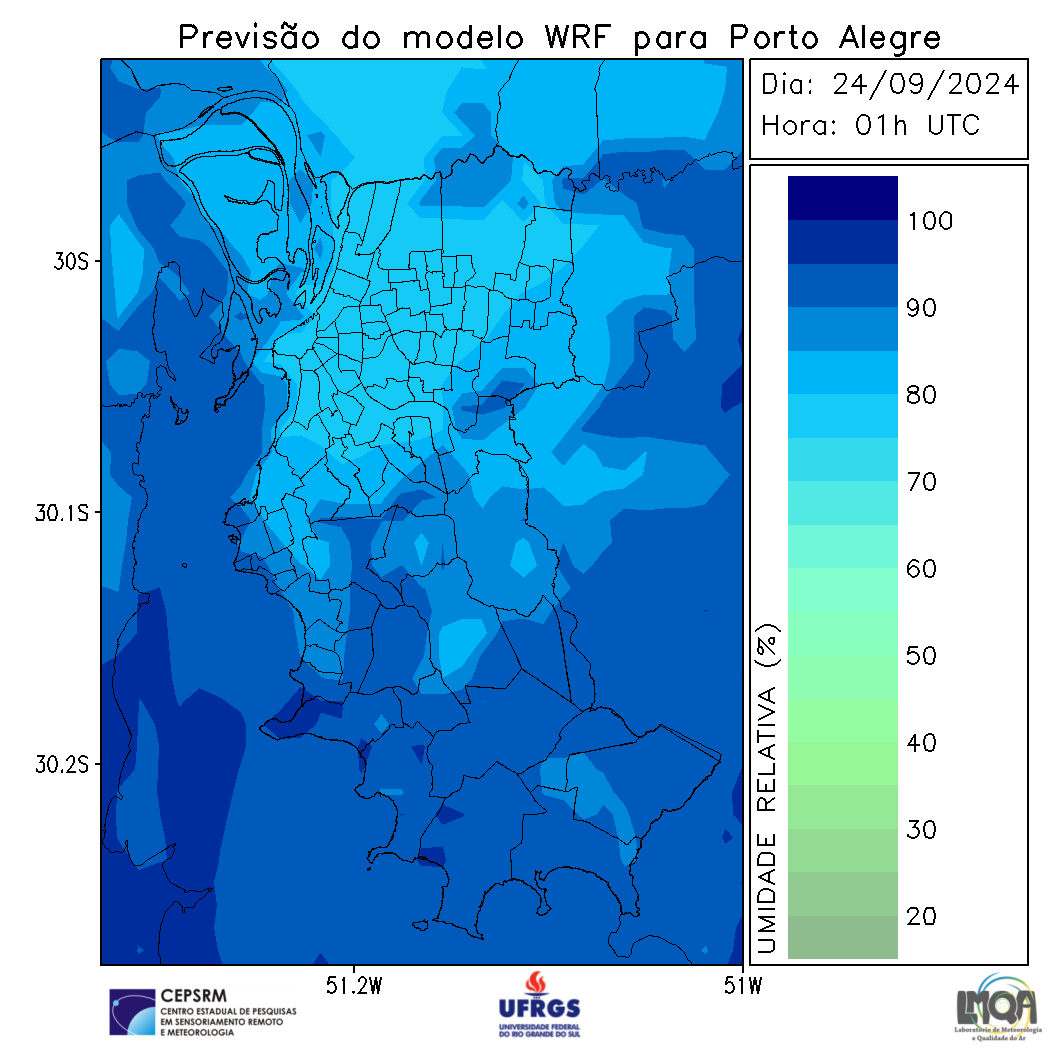 Previsão do modelo WRF para Porto Alegre
Dia: 24/09/2024
Hora: 01h UTC
30S
30.1S
30.2S
51.2W
51W
100
90
80
70
60
50
40
30
20
UMIDADE RELATIVA (%)
CEPSRM
CENTRO ESTADUAL DE PESQUISAS
EM SENSORIAMENTO REMOTO
E METEOROLOGIA
UFRGS
UNIVERSIDADE FEDERAL
DO RIO GRANDE DO SUL
LMQA
Laboratório de Meteorologia
e Qualidade do Ar